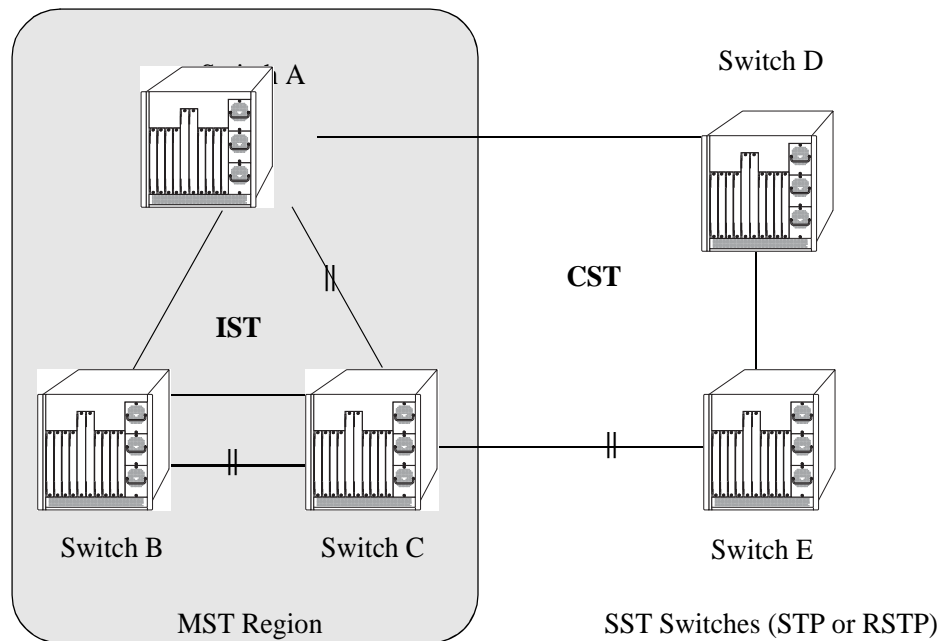 Switch A
Switch D
CST
IST
Switch B
Switch C
Switch E
MST Region
SST Switches (STP or RSTP)